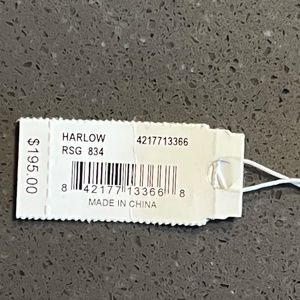 HARLOW 4217713366
RSG 834
8 42177 13366 8
MADE IN CHINA
$195.00